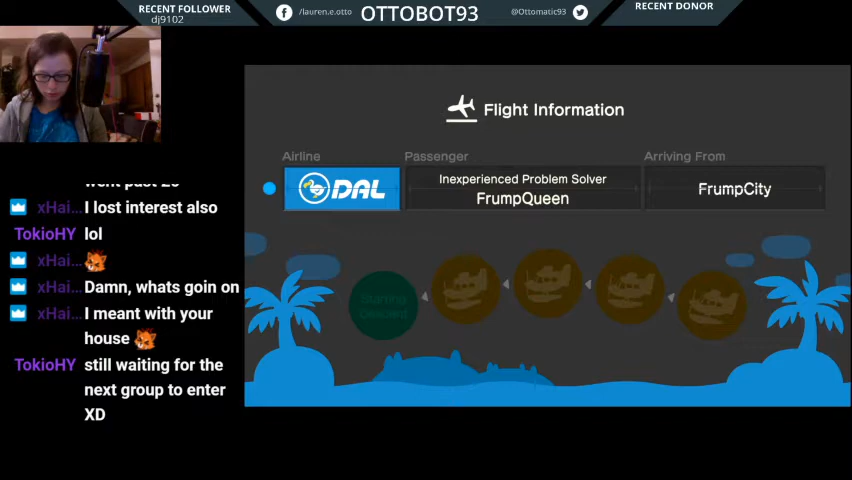 RECENT FOLLOWER
dj9102
/lauren.e.otto
OTTOBOT93
@Ottomatic93
RECENT DONOR
Flight Information
Airline
Passenger
Arriving From
DAL
Inexperienced Problem Solver
FrumpQueen
FrumpCity
Starting
Descent
xHai... I lost interest also
TokioHY lol
xHai...
xHai... Damn, whats goin on
xHai... I meant with your
house
TokioHY still waiting for the
next group to enter
XD